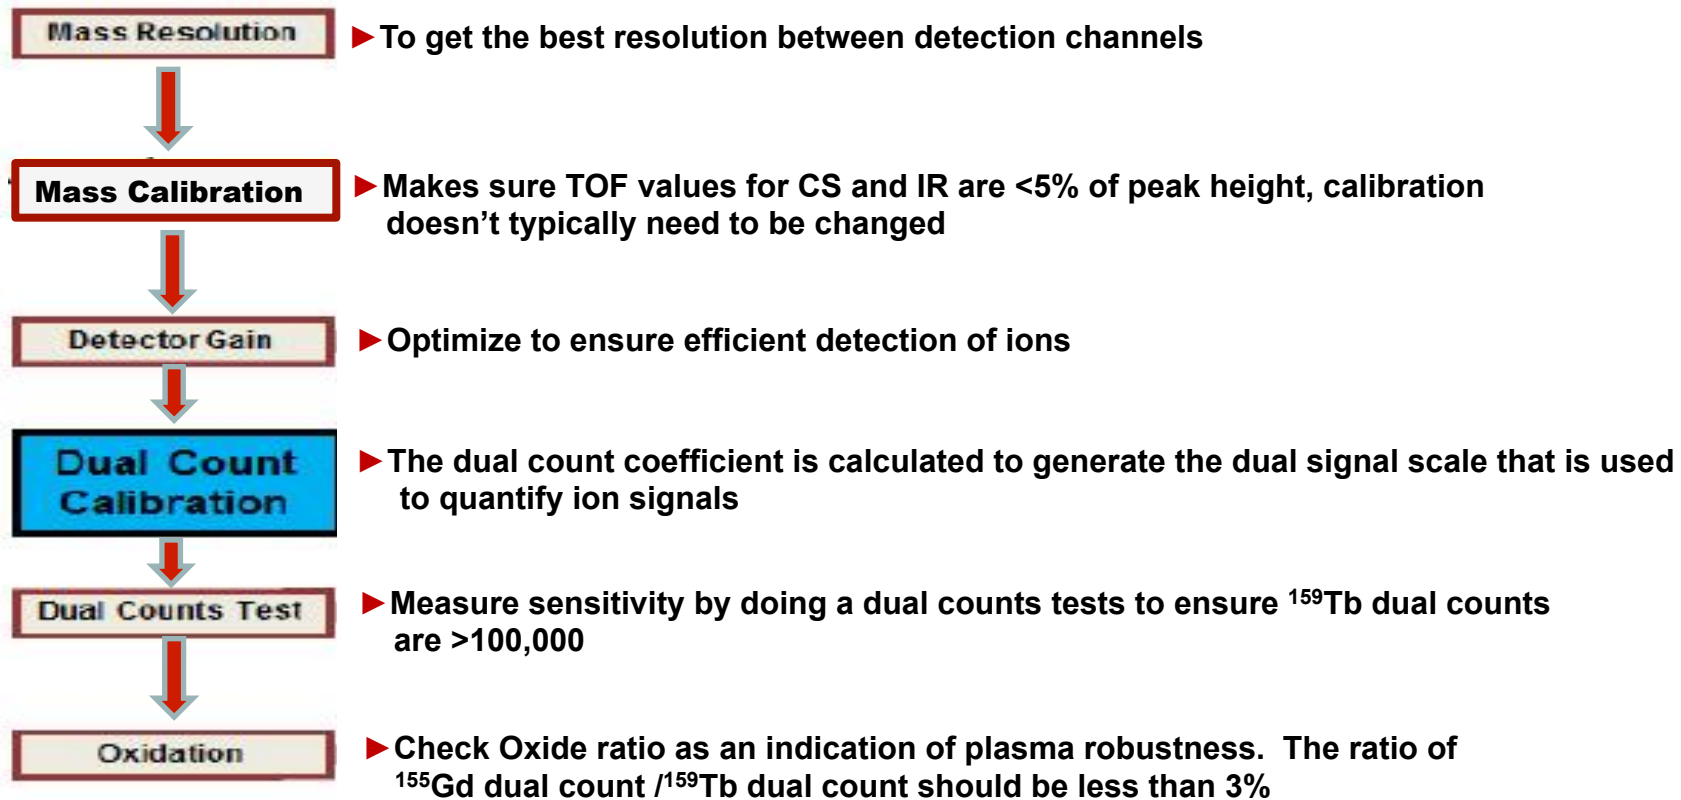 Mass Resolution
►To get the best resolution between detection channels
Mass Calibration
►Makes sure TOF values for CS and IR are <5% of peak height, calibration
doesn’t typically need to be changed
Detector Gain
►Optimize to ensure efficient detection of ions
Dual Count
Calibration
►The dual count coefficient is calculated to generate the dual signal scale that is used
to quantify ion signals
Dual Counts Test
►Measure sensitivity by doing a dual counts tests to ensure ¹⁵⁹Tb dual counts
are >100,000
Oxidation
►Check Oxide ratio as an indication of plasma robustness. The ratio of
¹⁵⁵Gd dual count /¹⁵⁹Tb dual count should be less than 3%